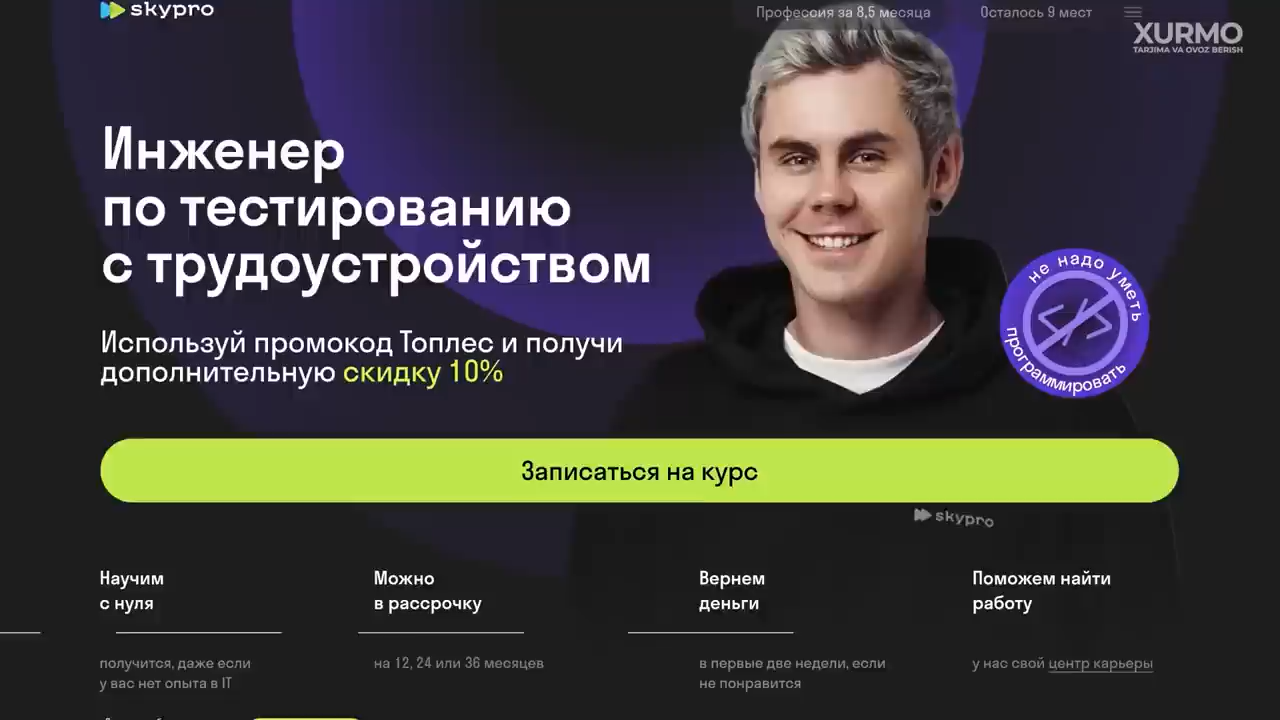 skypro
Профессия за 8,5 месяца
Осталось 9 мест
XURMO
TARJIMA VA OVOZ BERISH
Инженер
по тестированию
с трудоустройством
не надо уметь
программировать
Используй промокод Топлес и получи
дополнительную скидку 10%
Записаться на курс
skypro
Научим
с нуля
получится, даже если
у вас нет опыта в IT
Можно
в рассрочку
на 12, 24 или 36 месяцев
Вернем
деньги
в первые две недели, если
не понравится
Поможем найти
работу
у нас свой центр карьеры